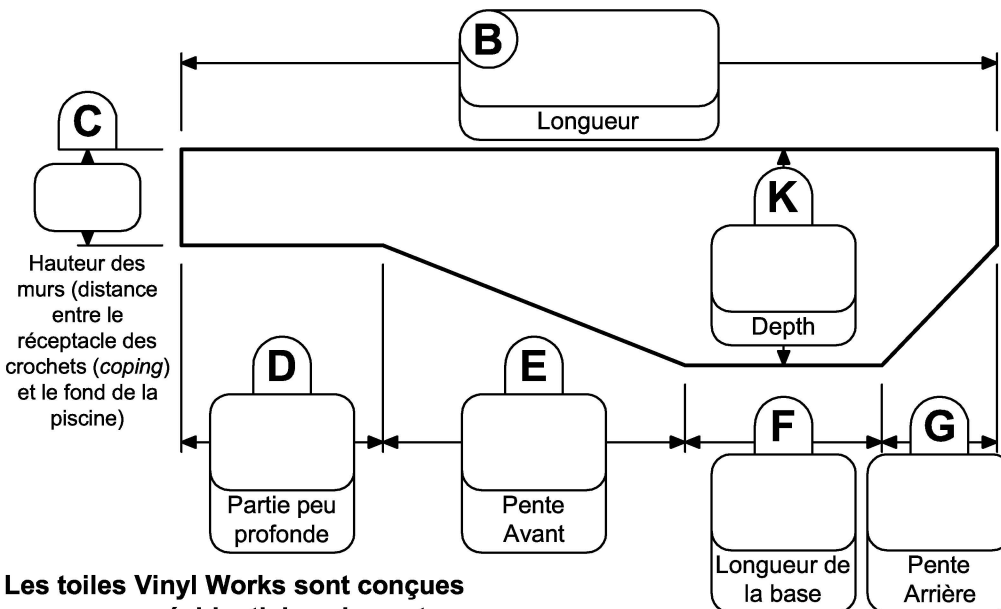 B
Longueur
C
Hauteur des
murs (distance
entre le
réceptacle des
crochets (coping)
et le fond de la
piscine)
K
Depth
D
Partie peu
profonde
E
Pente
Avant
F
Longueur de
la base
G
Pente
Arrière
Les toiles Vinyl Works sont conçues